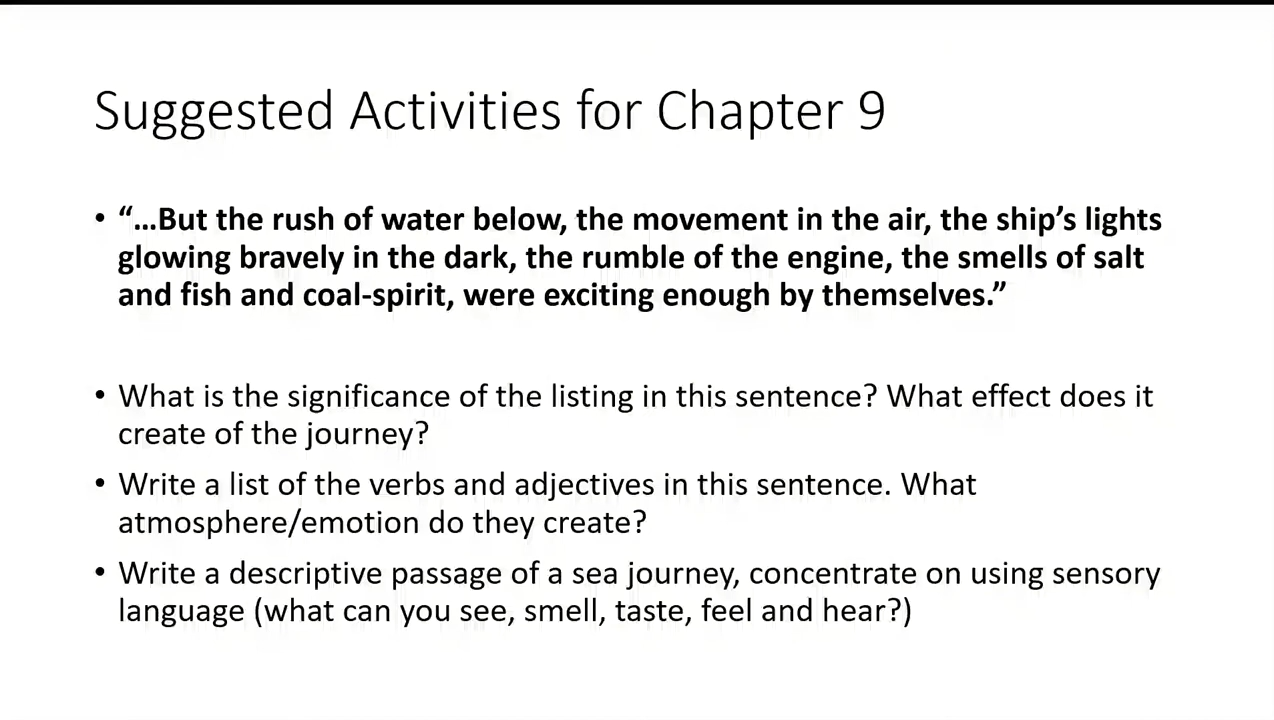 Suggested Activities for Chapter 9
• “…But the rush of water below, the movement in the air, the ship’s lights
glowing bravely in the dark, the rumble of the engine, the smells of salt
and fish and coal-spirit, were exciting enough by themselves.”
• What is the significance of the listing in this sentence? What effect does it
create of the journey?
• Write a list of the verbs and adjectives in this sentence. What
atmosphere/emotion do they create?
• Write a descriptive passage of a sea journey, concentrate on using sensory
language (what can you see, smell, taste, feel and hear?)